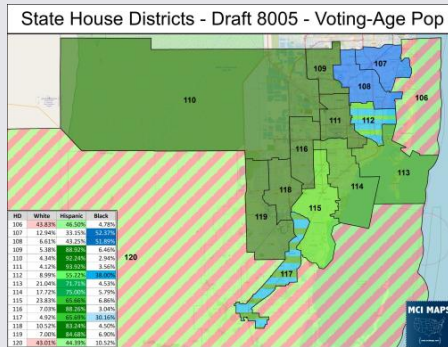 State House Districts - Draft 8005 - Voting-Age Pop
107
109
108
106
110
112
111
116
113
114
118
115
119
117
120
HD White Hispanic Black
106 43.83% 46.50% 4.78%
107 12.94% 33.15% 52.37%
108 6.61% 43.25% 51.89%
109 5.38% 88.92% 6.46%
110 4.34% 92.24% 2.94%
111 4.12% 93.92% 3.56%
112 8.99% 55.22% 38.00%
113 21.04% 71.71% 4.53%
114 17.72% 75.00% 5.79%
115 23.83% 65.66% 6.86%
116 7.03% 88.26% 3.04%
117 4.92% 65.69% 30.16%
118 10.52% 83.24% 4.50%
119 7.00% 84.68% 6.90%
120 43.01% 44.39% 10.52%
MCI MAPS